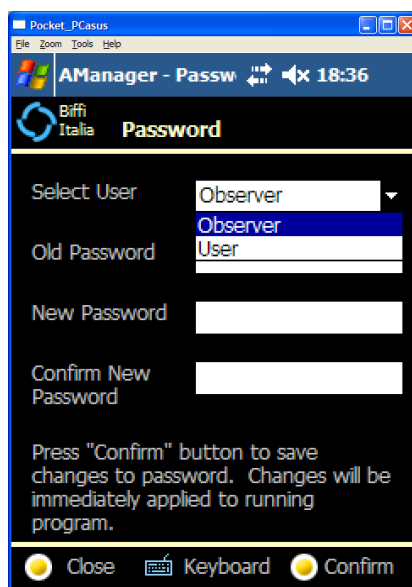 Pocket_PCasus
File Zoom Tools Help
AManager - Passw 18:36
Biffi
Italia
Password
Select User
Observer
Observer
User
Old Password
New Password
Confirm New
Password
Press "Confirm" button to save
changes to password. Changes will be
immediately applied to running
program.
Close Keyboard Confirm